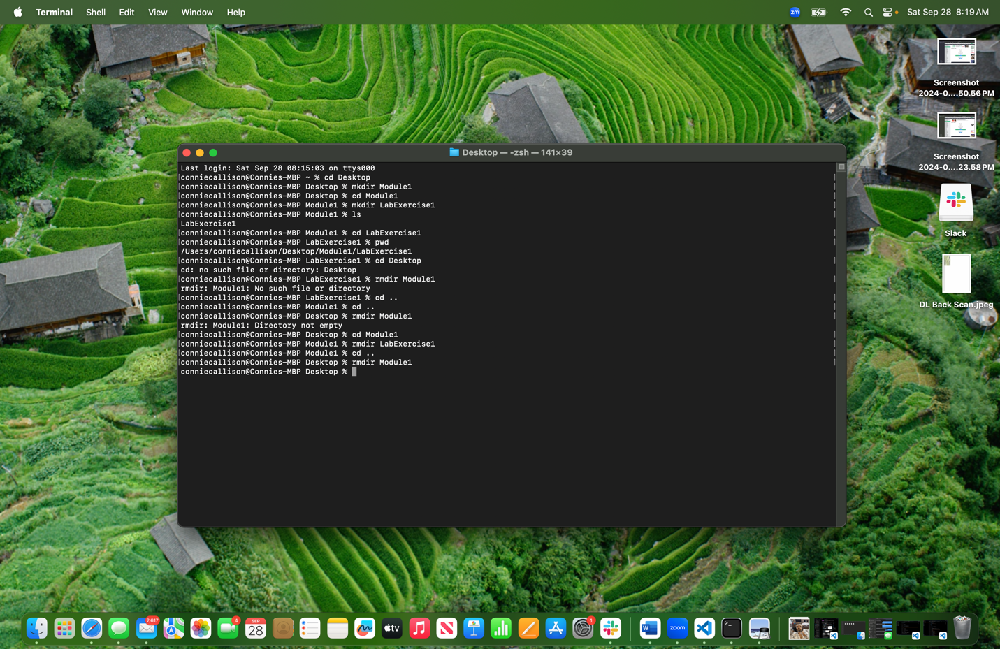 Terminal Shell Edit View Window Help
zm
Sat Sep 28 8:19 AM
Screenshot
2024-0....50.56 PM
Screenshot
2024-0....23.58 PM
Slack
DL Back Scan.jpeg
Desktop — -zsh — 141×39
Last login: Sat Sep 28 08:15:03 on ttys000
[conniecallison@Connies-MBP ~ % cd Desktop ]
[conniecallison@Connies-MBP Desktop % mkdir Module1 ]
[conniecallison@Connies-MBP Desktop % cd Module1 ]
[conniecallison@Connies-MBP Module1 % mkdir LabExercise1 ]
[conniecallison@Connies-MBP Module1 % ls ]
LabExercise1
[conniecallison@Connies-MBP Module1 % cd LabExercise1 ]
[conniecallison@Connies-MBP LabExercise1 % pwd ]
/Users/conniecallison/Desktop/Module1/LabExercise1
[conniecallison@Connies-MBP LabExercise1 % cd Desktop ]
cd: no such file or directory: Desktop
[conniecallison@Connies-MBP LabExercise1 % rmdir Module1 ]
rmdir: Module1: No such file or directory
[conniecallison@Connies-MBP LabExercise1 % cd .. ]
[conniecallison@Connies-MBP Module1 % cd .. ]
[conniecallison@Connies-MBP Desktop % rmdir Module1 ]
rmdir: Module1: Directory not empty
[conniecallison@Connies-MBP Desktop % cd Module1 ]
[conniecallison@Connies-MBP Module1 % rmdir LabExercise1 ]
[conniecallison@Connies-MBP Module1 % cd .. ]
[conniecallison@Connies-MBP Desktop % rmdir Module1 ]
conniecallison@Connies-MBP Desktop %
2,617
4
SEP
28
tv
1
W
zoom
>_